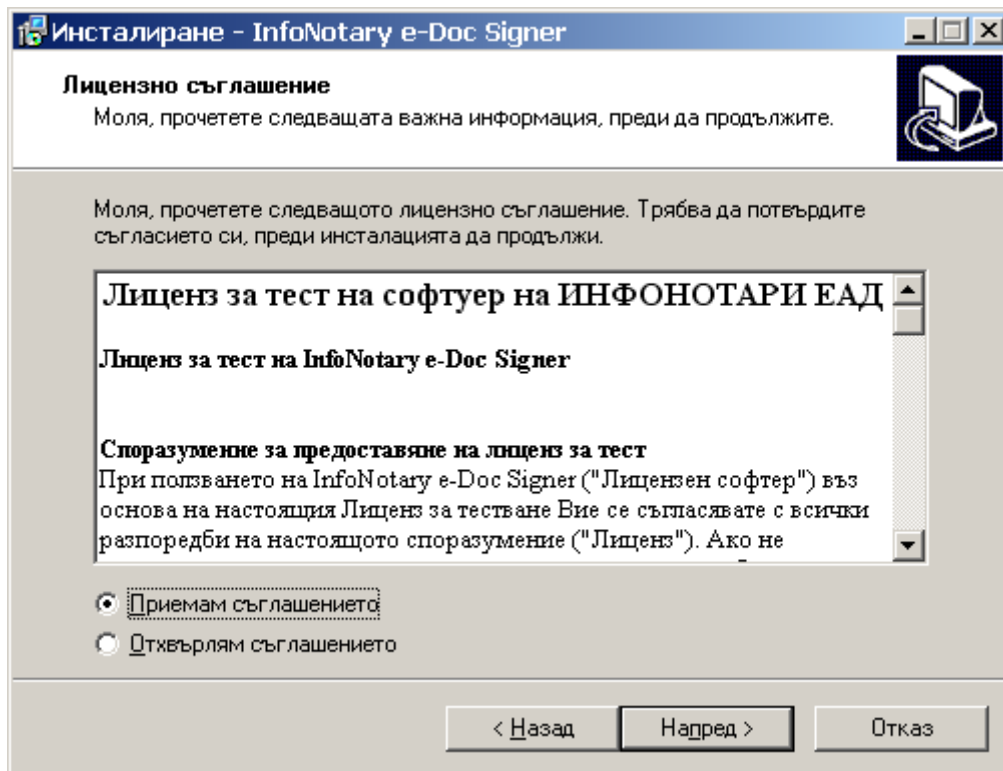 Инсталиране - InfoNotary e-Doc Signer
Лицензно съглашение
Моля, прочетете следващата важна информация, преди да продължите.
Моля, прочетете следващото лицензно съглашение. Трябва да потвърдите
съгласието си, преди инсталацията да продължи.
Лиценз за тест на софтуер на ИНФОНОТАРИ ЕАД
Лиценз за тест на InfoNotary e-Doc Signer
Споразумение за предоставяне на лиценз за тест
При ползването на InfoNotary e-Doc Signer ("Лицензен софтер") въз
основа на настоящия Лиценз за тестване Вие се съгласявате с всички
разпоредби на настоящото споразумение ("Лиценз"). Ако не
Приемам съглашението
Отхвърлям съглашението
< Назад Напред > Отказ